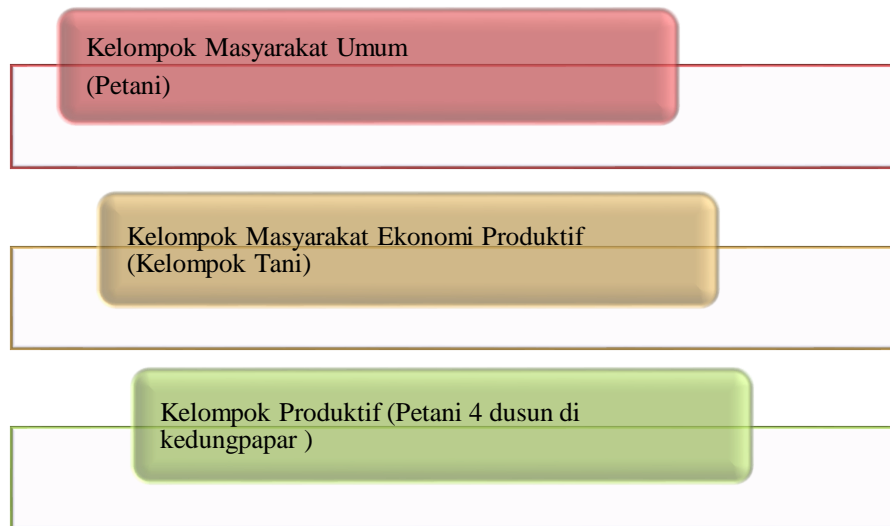 Kelompok Masyarakat Umum
(Petani)
Kelompok Masyarakat Ekonomi Produktif
(Kelompok Tani)
Kelompok Produktif (Petani 4 dusun di
kedungpapar )